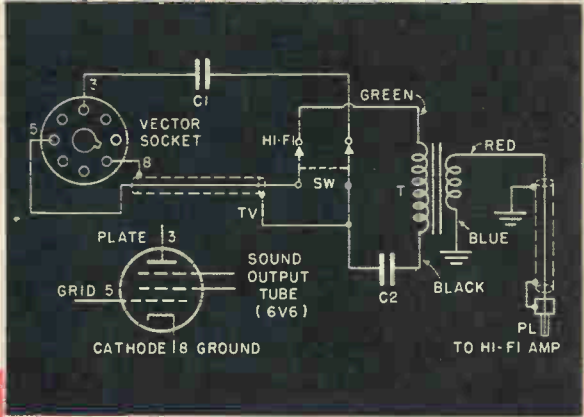 3
C1
GREEN
5
VECTOR
SOCKET
HI-FI
RED
8
SW
T
TV
BLUE
PLATE 3
SOUND
OUTPUT
TUBE
(6V6)
GRID 5
C2
BLACK
PL
CATHODE 8 GROUND
TO HI-FI AMP